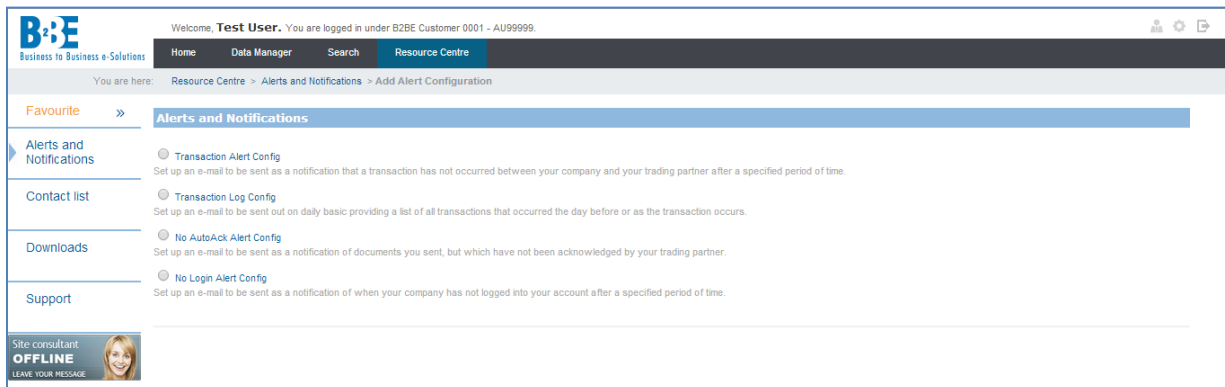 B2BE
Business to Business e-Solutions
Welcome, Test User. You are logged in under B2BE Customer 0001 - AU99999.
Home Data Manager Search Resource Centre
You are here: Resource Centre > Alerts and Notifications > Add Alert Configuration
Favourite »
Alerts and
Notifications
Contact list
Downloads
Support
Site consultant
OFFLINE
LEAVE YOUR MESSAGE
Alerts and Notifications
Transaction Alert Config
Set up an e-mail to be sent as a notification that a transaction has not occurred between your company and your trading partner after a specified period of time.
Transaction Log Config
Set up an e-mail to be sent out on daily basic providing a list of all transactions that occurred the day before or as the transaction occurs.
No AutoAck Alert Config
Set up an e-mail to be sent as a notification of documents you sent, but which have not been acknowledged by your trading partner.
No Login Alert Config
Set up an e-mail to be sent as a notification of when your company has not logged into your account after a specified period of time.